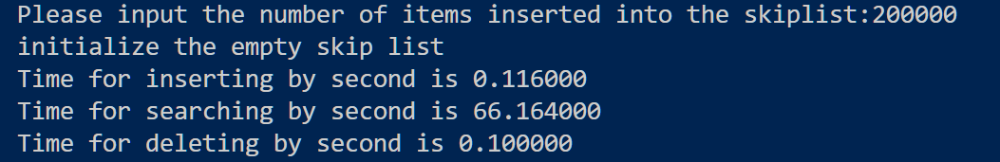 Please input the number of items inserted into the skiplist:200000
initialize the empty skip list
Time for inserting by second is 0.116000
Time for searching by second is 66.164000
Time for deleting by second is 0.100000